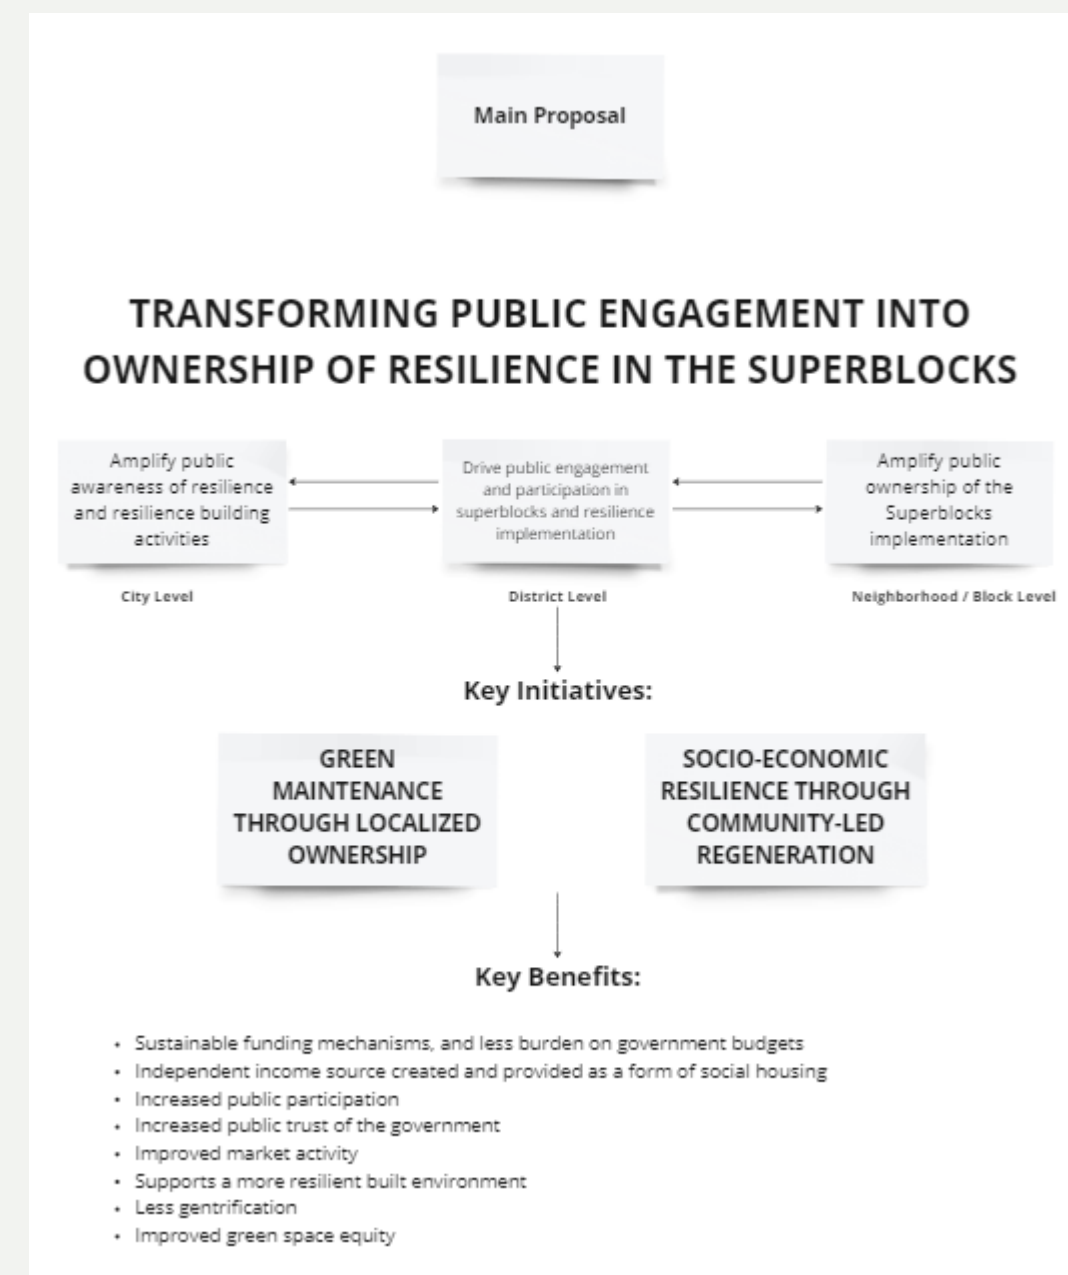 Main Proposal
TRANSFORMING PUBLIC ENGAGEMENT INTO
OWNERSHIP OF RESILIENCE IN THE SUPERBLOCKS
Amplify public
awareness of resilience
and resilience building
activities
City Level
Drive public engagement
and participation in
superblocks and resilience
implementation
District Level
Amplify public
ownership of the
Superblocks
implementation
Neighborhood / Block Level
Key Initiatives:
GREEN
MAINTENANCE
THROUGH LOCALIZED
OWNERSHIP
SOCIO-ECONOMIC
RESILIENCE THROUGH
COMMUNITY-LED
REGENERATION
Key Benefits:
• Sustainable funding mechanisms, and less burden on government budgets
• Independent income source created and provided as a form of social housing
• Increased public participation
• Increased public trust of the government
• Improved market activity
• Supports a more resilient built environment
• Less gentrification
• Improved green space equity